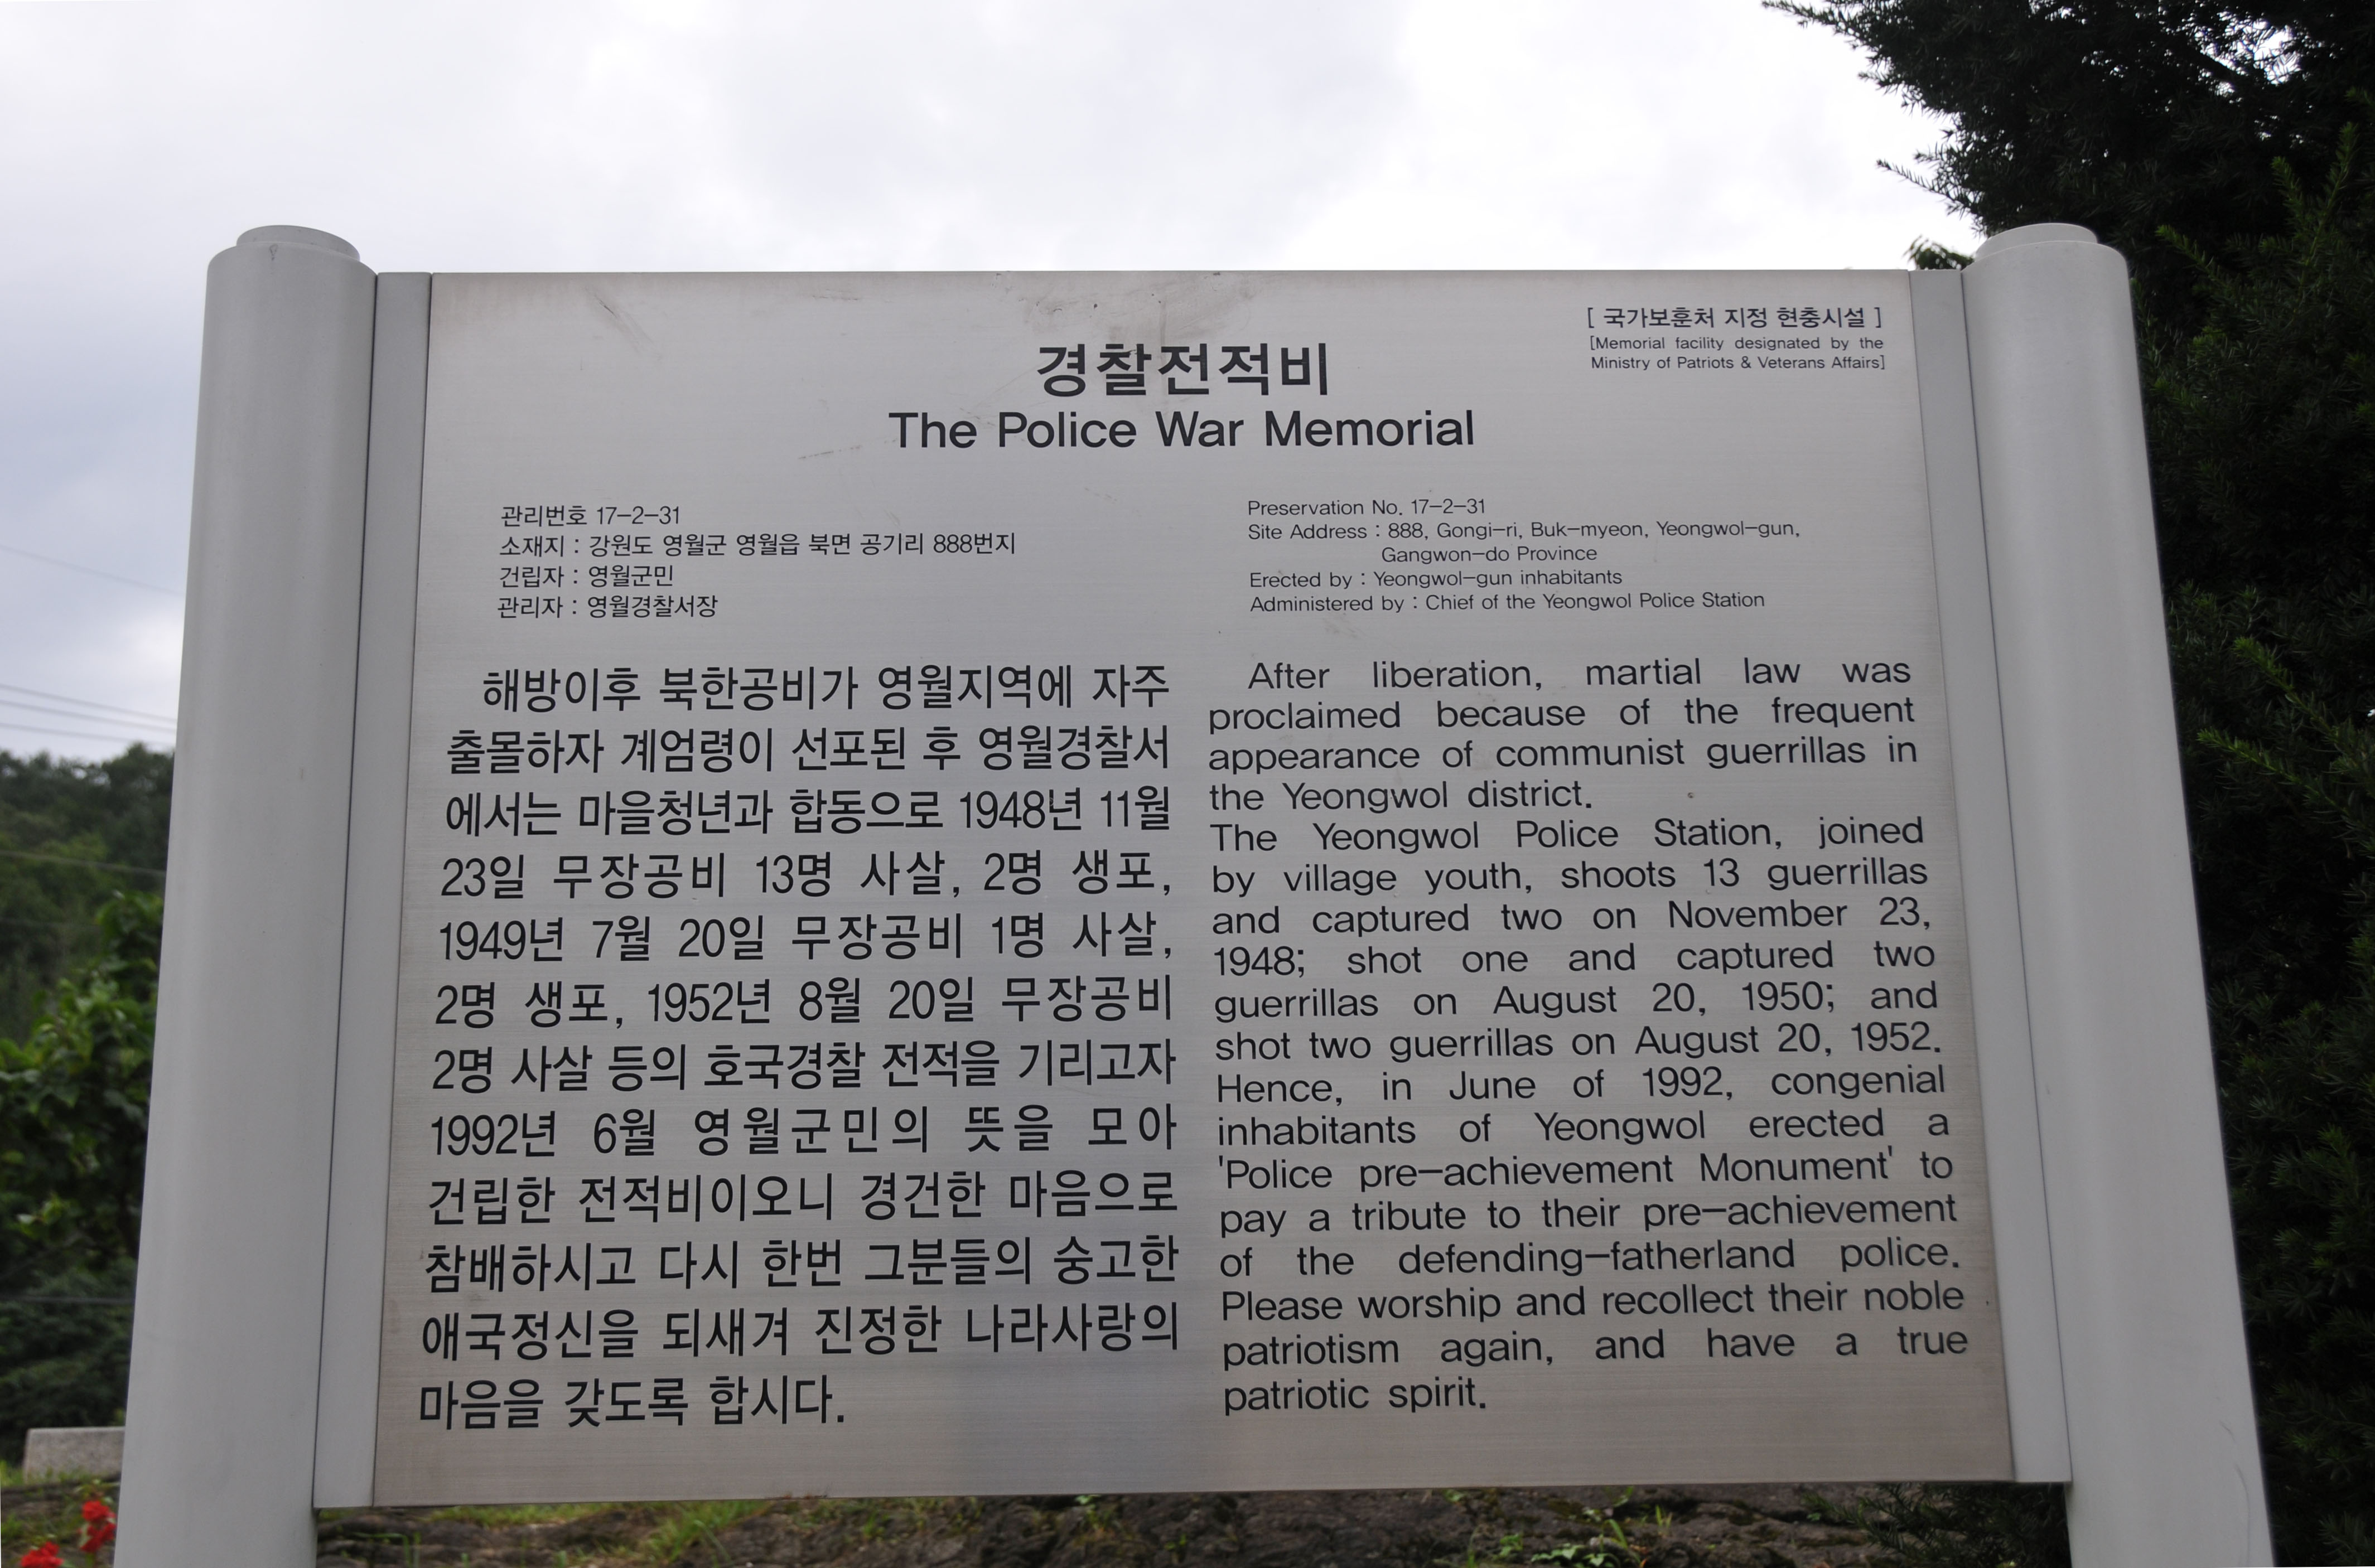 [ 국가보훈처 지정 현충시설 ]
[Memorial facility designated by the
Ministry of Patriots & Veterans Affairs]
경찰전적비
The Police War Memorial
관리번호 17-2-31
소재지 : 강원도 영월군 영월읍 북면 공기리 888번지
건립자 : 영월군민
관리자 : 영월경찰서장
해방이후 북한공비가 영월지역에 자주
출몰하자 계엄령이 선포된 후 영월경찰서
에서는 마을청년과 합동으로 1948년 11월
23일 무장공비 13명 사살, 2명 생포,
1949년 7월 20일 무장공비 1명 사살,
2명 생포, 1952년 8월 20일 무장공비
2명 사살 등의 호국경찰 전적을 기리고자
1992년 6월 영월군민의 뜻을 모아
건립한 전적비이오니 경건한 마음으로
참배하시고 다시 한번 그분들의 숭고한
애국정신을 되새겨 진정한 나라사랑의
마음을 갖도록 합시다.
Preservation No. 17-2-31
Site Address : 888, Gongi-ri, Buk-myeon, Yeongwol-gun,
Gangwon-do Province
Erected by : Yeongwol-gun inhabitants
Administered by : Chief of the Yeongwol Police Station
After liberation, martial law was
proclaimed because of the frequent
appearance of communist guerrillas in
the Yeongwol district.
The Yeongwol Police Station, joined
by village youth, shoots 13 guerrillas
and captured two on November 23,
1948; shot one and captured two
guerrillas on August 20, 1950; and
shot two guerrillas on August 20, 1952.
Hence, in June of 1992, congenial
inhabitants of Yeongwol erected a
'Police pre-achievement Monument' to
pay a tribute to their pre-achievement
of the defending-fatherland police.
Please worship and recollect their noble
patriotism again, and have a true
patriotic spirit.